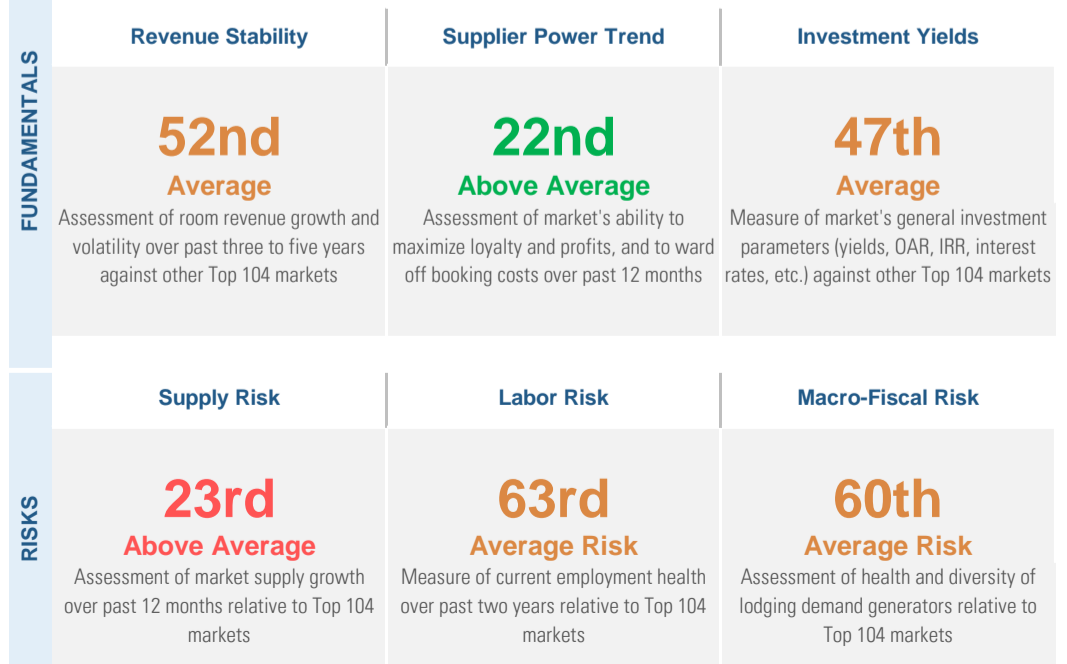 FUNDAMENTALS
Revenue Stability
52nd
Average
Assessment of room revenue growth and
volatility over past three to five years
against other Top 104 markets
Supplier Power Trend
22nd
Above Average
Assessment of market's ability to
maximize loyalty and profits, and to ward
off booking costs over past 12 months
Investment Yields
47th
Average
Measure of market's general investment
parameters (yields, OAR, IRR, interest
rates, etc.) against other Top 104 markets
RISKS
Supply Risk
23rd
Above Average
Assessment of market supply growth
over past 12 months relative to Top 104
markets
Labor Risk
63rd
Average Risk
Measure of current employment health
over past two years relative to Top 104
markets
Macro-Fiscal Risk
60th
Average Risk
Assessment of health and diversity of
lodging demand generators relative to
Top 104 markets